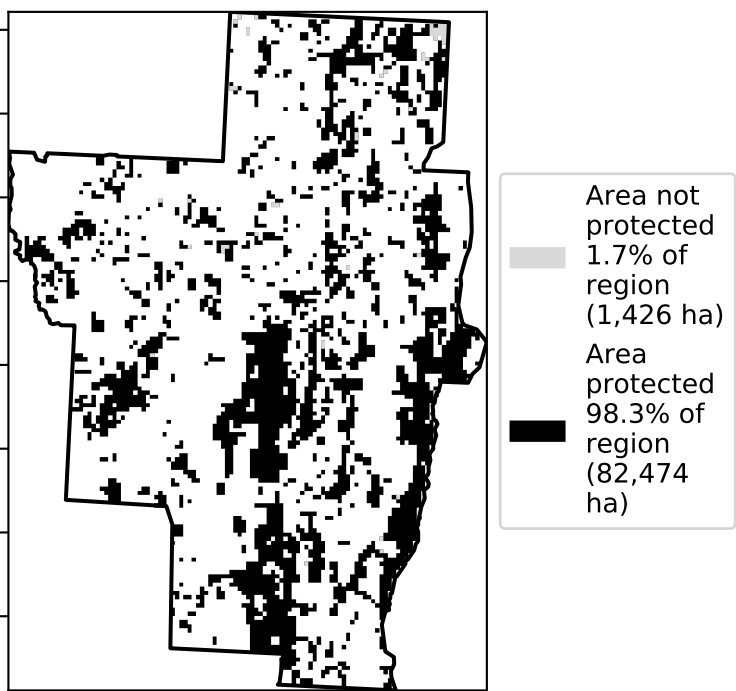 Area not
protected
1.7% of
region
(1,426 ha)
Area
protected
98.3% of
region
(82,474
ha)